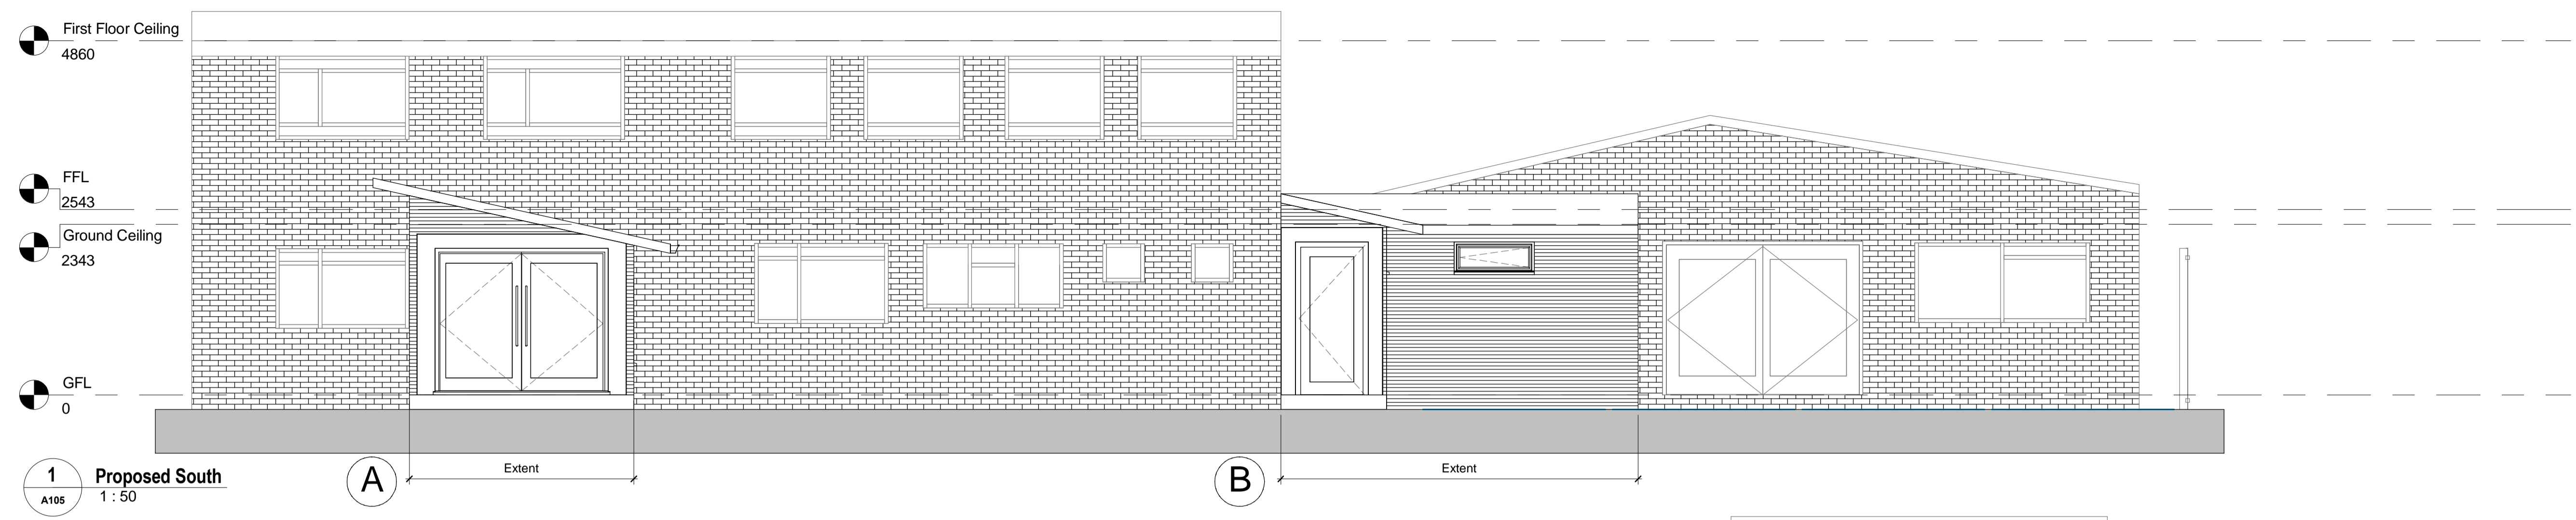 First Floor Ceiling
4860
FFL
2543
Ground Ceiling
2343
GFL
0
1
A105
Proposed South
1 : 50
A
Extent
B
Extent